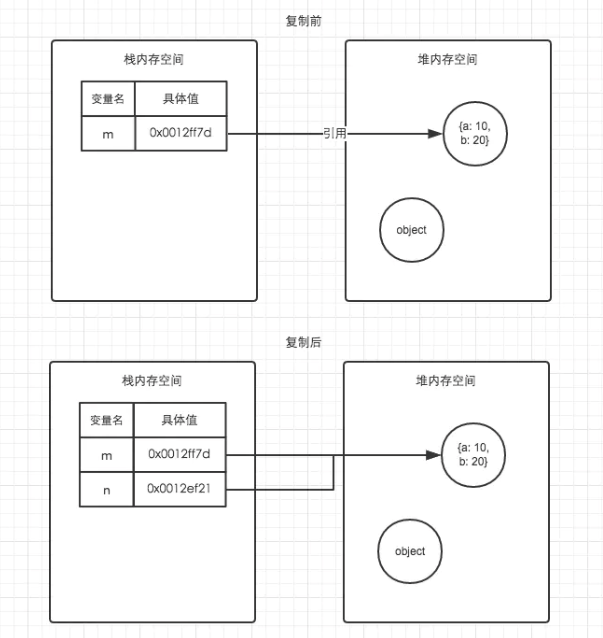 复制前
栈内存空间
堆内存空间
变量名
具体值
m
0x0012ff7d
引用
{a: 10,
b: 20}
object
复制后
栈内存空间
堆内存空间
变量名
具体值
m
0x0012ff7d
n
0x0012ef21
{a: 10,
b: 20}
object